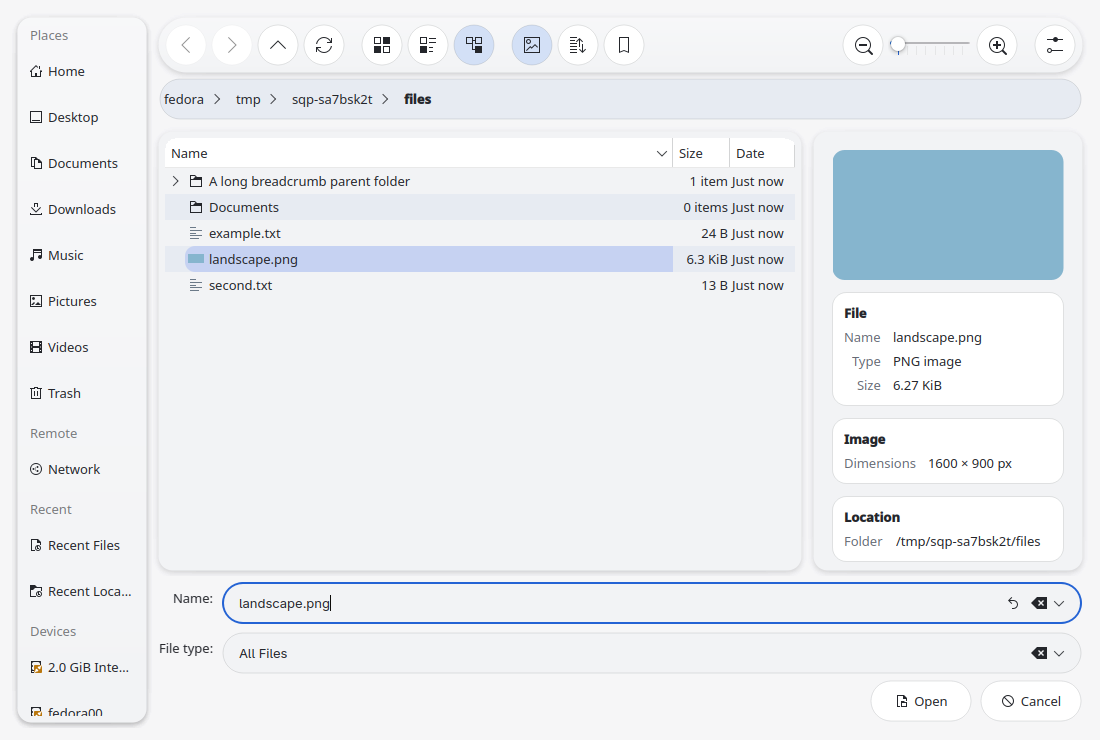 Places
Home
Desktop
Documents
Downloads
Music
Pictures
Videos
Trash
Remote
Network
Recent
Recent Files
Recent Loca...
Devices
2.0 GiB Inte...
fedora00
fedora > tmp > sqp-sa7bsk2t > files
Name Size Date
A long breadcrumb parent folder 1 item Just now
Documents 0 items Just now
example.txt 24 B Just now
landscape.png 6.3 KiB Just now
second.txt 13 B Just now
File
Name landscape.png
Type PNG image
Size 6.27 KiB
Image
Dimensions 1600 × 900 px
Location
Folder /tmp/sqp-sa7bsk2t/files
Name: landscape.png
File type: All Files
Open Cancel